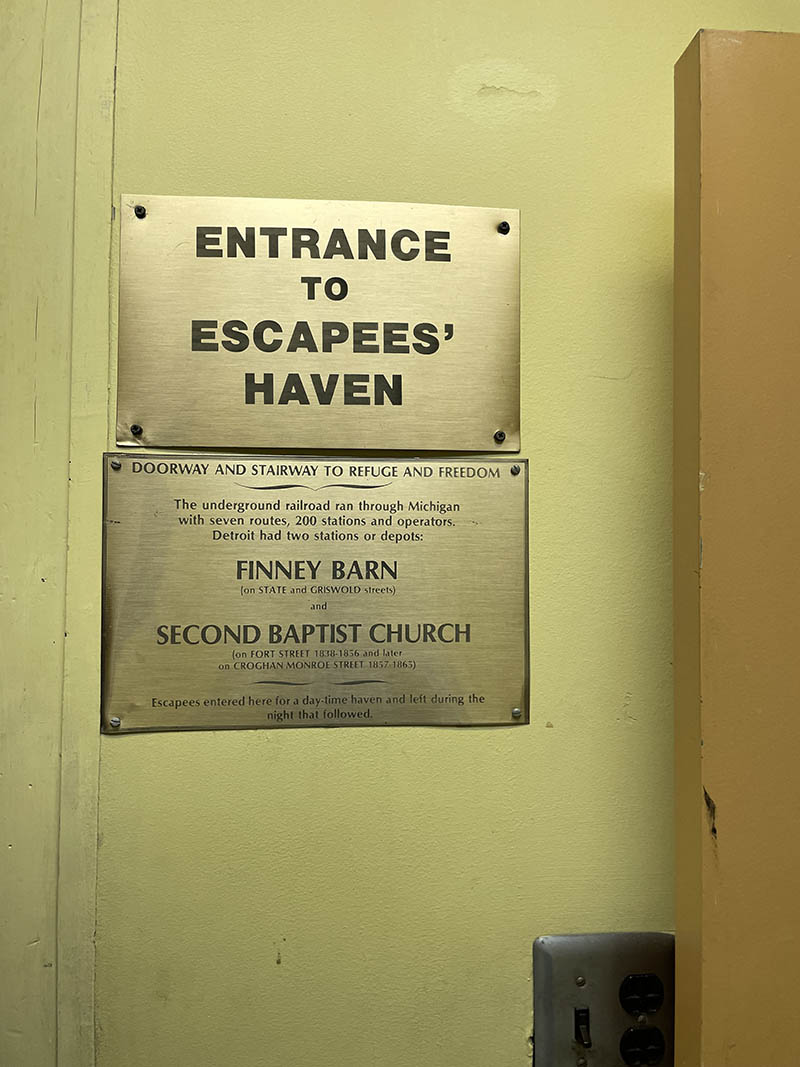 ENTRANCE
TO
ESCAPEES'
HAVEN
DOORWAY AND STAIRWAY TO REFUGE AND FREEDOM
The underground railroad ran through Michigan
with seven routes, 200 stations and operators.
Detroit had two stations or depots:
FINNEY BARN
(on STATE and GRISWOLD streets)
and
SECOND BAPTIST CHURCH
(on FORT STREET 1838-1856 and later
on CROGHAN MONROE STREET 1857-1865)
Escapees entered here for a day-time haven and left during the
night that followed.